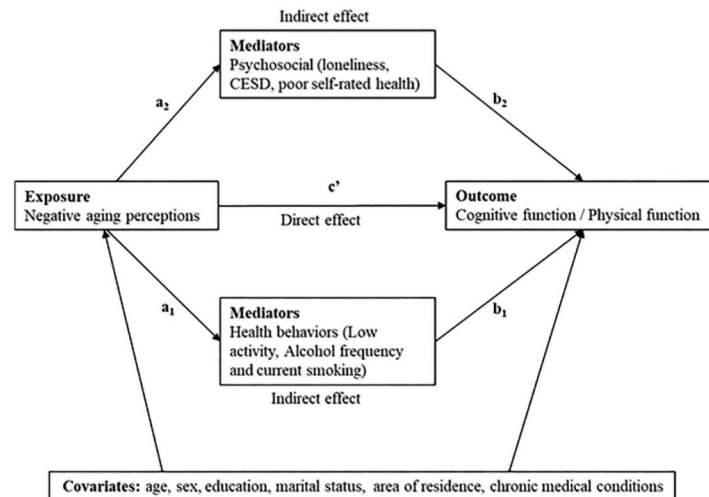 Indirect effect
Mediators
Psychosocial (loneliness,
CESD, poor self-rated health)
a₂
b₂
c’
Exposure
Negative aging perceptions
Outcome
Cognitive function / Physical function
Direct effect
a₁
b₁
Mediators
Health behaviors (Low
activity, Alcohol frequency
and current smoking)
Indirect effect
Covariates: age, sex, education, marital status, area of residence, chronic medical conditions